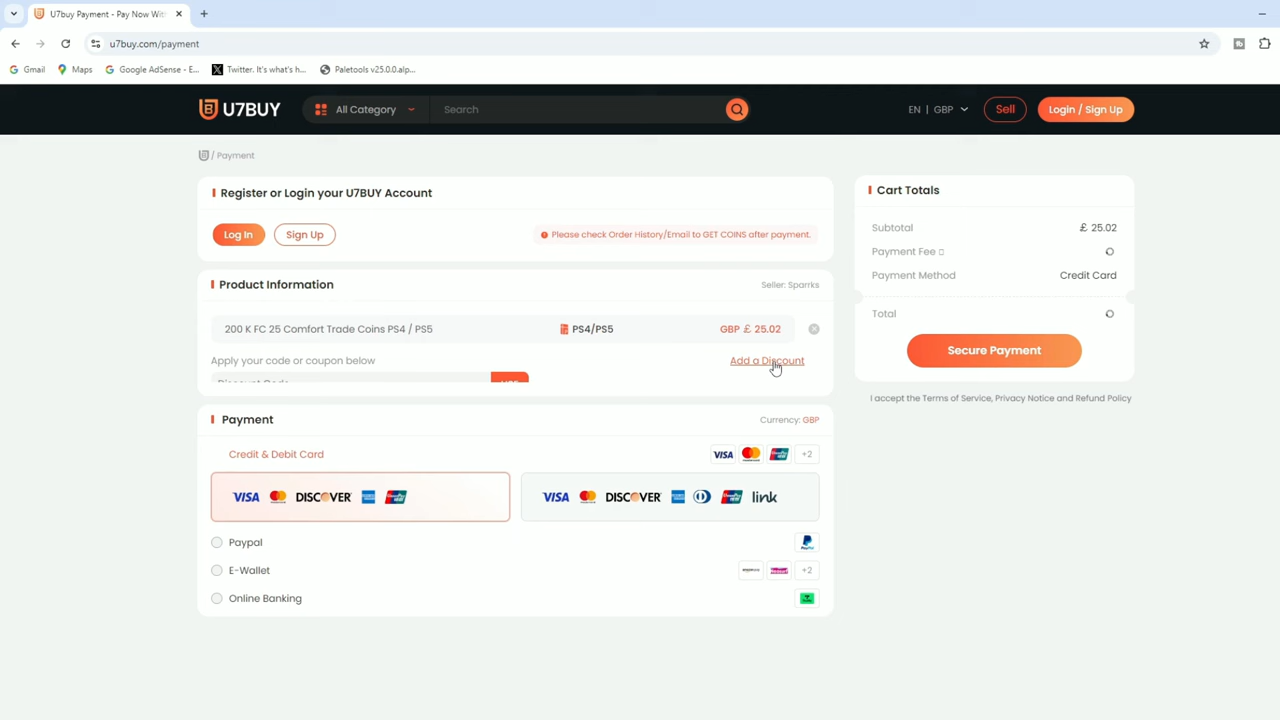 U7buy Payment - Pay Now Wit
u7buy.com/payment
Gmail
Maps
Google AdSense - E...
Twitter. It's what's h...
Paletools v25.0.0.alp...
U7BUY
All Category
Search
EN | GBP
Sell
Login / Sign Up
/ Payment
Register or Login your U7BUY Account
Log In
Sign Up
Please check Order History/Email to GET COINS after payment.
Product Information
Seller: Sparrks
200 K FC 25 Comfort Trade Coins PS4 / PS5
PS4/PS5
GBP £ 25.02
Apply your code or coupon below
Add a Discount
Discount Code
Payment
Currency: GBP
Credit & Debit Card
VISA
+2
VISA DISCOVER
VISA DISCOVER link
Paypal
E-Wallet
+2
Online Banking
Cart Totals
Subtotal
£ 25.02
Payment Fee
Payment Method
Credit Card
Total
Secure Payment
I accept the Terms of Service, Privacy Notice and Refund Policy